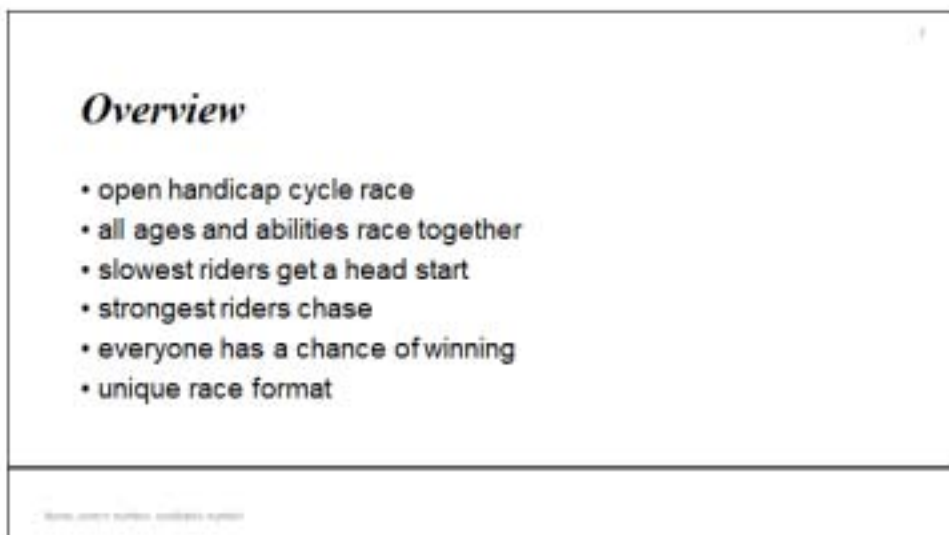 Overview
• open handicap cycle race
• all ages and abilities race together
• slowest riders get a head start
• strongest riders chase
• everyone has a chance of winning
• unique race format